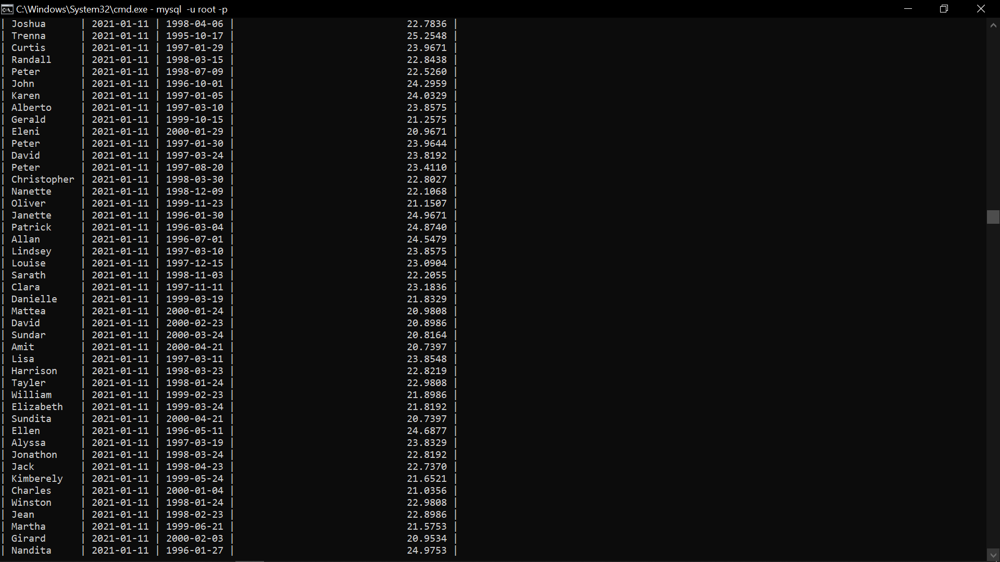 C:\Windows\System32\cmd.exe - mysql  -u root -p
| Joshua      | 2021-01-11 | 1998-04-06 |                              22.7836 |
| Trenna      | 2021-01-11 | 1995-10-17 |                              25.2548 |
| Curtis      | 2021-01-11 | 1997-01-29 |                              23.9671 |
| Randall     | 2021-01-11 | 1998-03-15 |                              22.8438 |
| Peter       | 2021-01-11 | 1998-07-09 |                              22.5260 |
| John        | 2021-01-11 | 1996-10-01 |                              24.2959 |
| Karen       | 2021-01-11 | 1997-01-05 |                              24.0329 |
| Alberto     | 2021-01-11 | 1997-03-10 |                              23.8575 |
| Gerald      | 2021-01-11 | 1999-10-15 |                              21.2575 |
| Eleni       | 2021-01-11 | 2000-01-29 |                              20.9671 |
| Peter       | 2021-01-11 | 1997-01-30 |                              23.9644 |
| David       | 2021-01-11 | 1997-03-24 |                              23.8192 |
| Peter       | 2021-01-11 | 1997-08-20 |                              23.4110 |
| Christopher | 2021-01-11 | 1998-03-30 |                              22.8027 |
| Nanette     | 2021-01-11 | 1998-12-09 |                              22.1068 |
| Oliver      | 2021-01-11 | 1999-11-23 |                              21.1507 |
| Janette     | 2021-01-11 | 1996-01-30 |                              24.9671 |
| Patrick     | 2021-01-11 | 1996-03-04 |                              24.8740 |
| Allan       | 2021-01-11 | 1996-07-01 |                              24.5479 |
| Lindsey     | 2021-01-11 | 1997-03-10 |                              23.8575 |
| Louise      | 2021-01-11 | 1997-12-15 |                              23.0904 |
| Sarath      | 2021-01-11 | 1998-11-03 |                              22.2055 |
| Clara       | 2021-01-11 | 1997-11-11 |                              23.1836 |
| Danielle    | 2021-01-11 | 1999-03-19 |                              21.8329 |
| Mattea      | 2021-01-11 | 2000-01-24 |                              20.9808 |
| David       | 2021-01-11 | 2000-02-23 |                              20.8986 |
| Sundar      | 2021-01-11 | 2000-03-24 |                              20.8164 |
| Amit        | 2021-01-11 | 2000-04-21 |                              20.7397 |
| Lisa        | 2021-01-11 | 1997-03-11 |                              23.8548 |
| Harrison    | 2021-01-11 | 1998-03-23 |                              22.8219 |
| Tayler      | 2021-01-11 | 1998-01-24 |                              22.9808 |
| William     | 2021-01-11 | 1999-02-23 |                              21.8986 |
| Elizabeth   | 2021-01-11 | 1999-03-24 |                              21.8192 |
| Sundita     | 2021-01-11 | 2000-04-21 |                              20.7397 |
| Ellen       | 2021-01-11 | 1996-05-11 |                              24.6877 |
| Alyssa      | 2021-01-11 | 1997-03-19 |                              23.8329 |
| Jonathon    | 2021-01-11 | 1998-03-24 |                              22.8192 |
| Jack        | 2021-01-11 | 1998-04-23 |                              22.7370 |
| Kimberely   | 2021-01-11 | 1999-05-24 |                              21.6521 |
| Charles     | 2021-01-11 | 2000-01-04 |                              21.0356 |
| Winston     | 2021-01-11 | 1998-01-24 |                              22.9808 |
| Jean        | 2021-01-11 | 1998-02-23 |                              22.8986 |
| Martha      | 2021-01-11 | 1999-06-21 |                              21.5753 |
| Girard      | 2021-01-11 | 2000-02-03 |                              20.9534 |
| Nandita     | 2021-01-11 | 1996-01-27 |                              24.9753 |